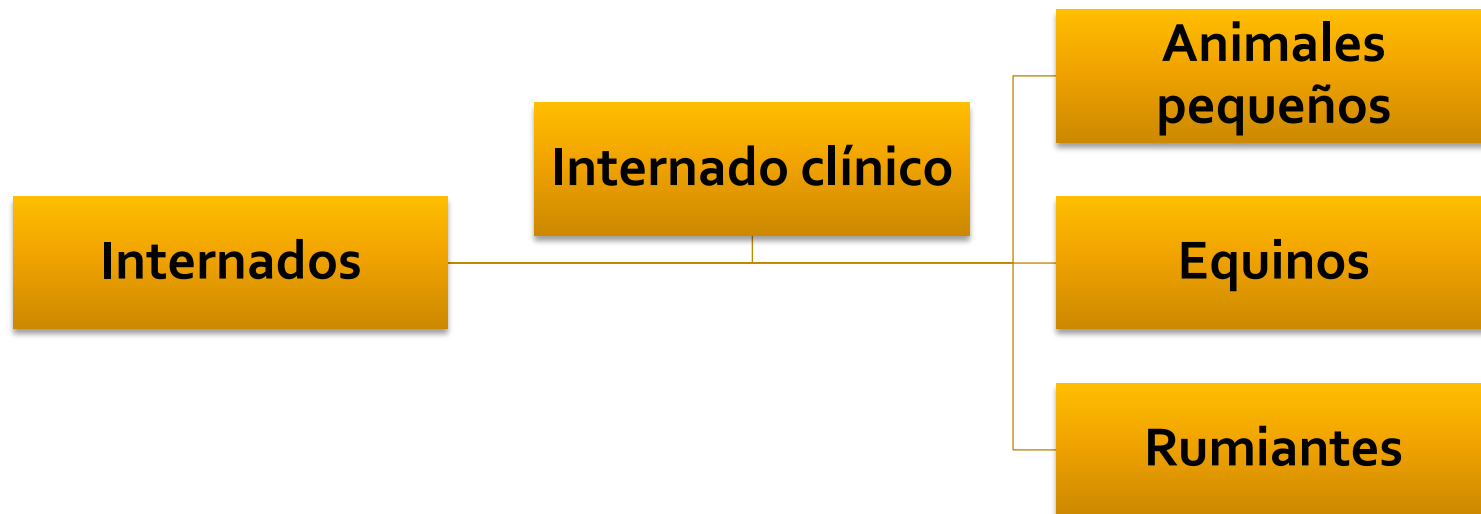 Internados
Internado clínico
Animales
pequeños
Equinos
Rumiantes